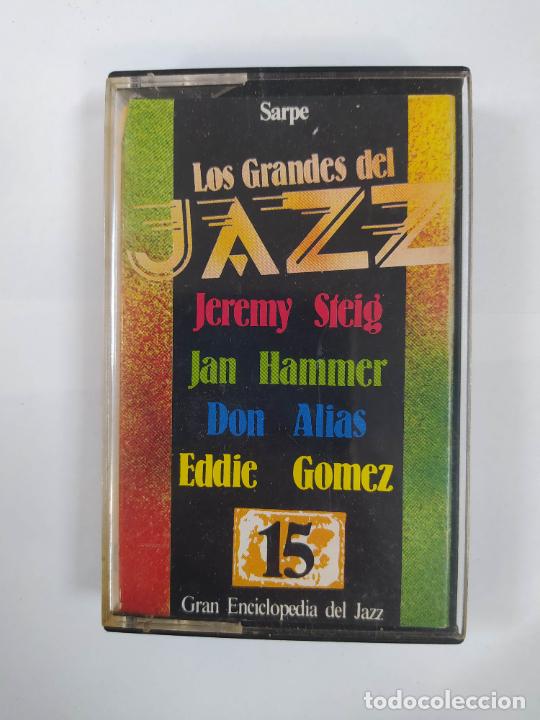 Sarpe
Los Grandes del
JAZZ
Jeremy Steig
Jan Hammer
Don Alias
Eddie Gomez
15
Gran Enciclopedia del Jazz
todocoleccion